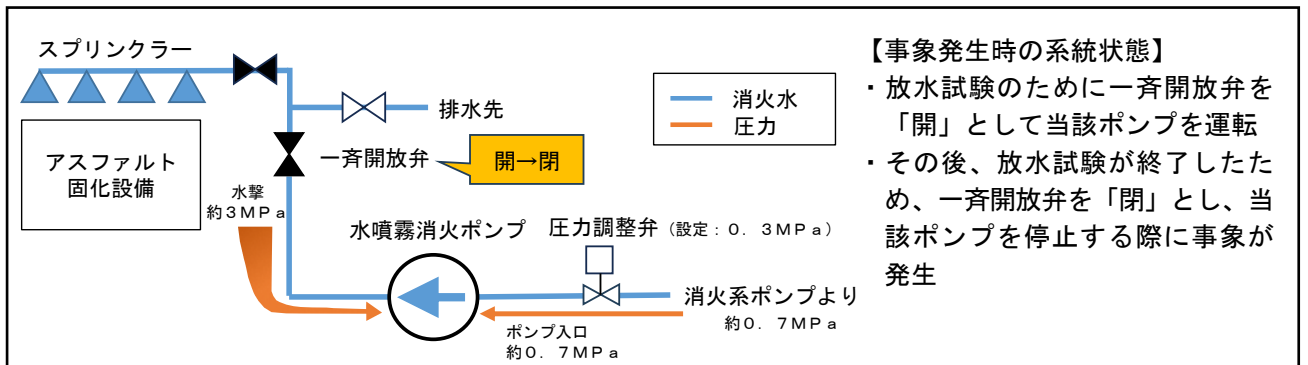 スプリンクラー
排水先
アスファルト
固化設備
一斉開放弁
開→閉
水撃
約3MPa
水噴霧消火ポンプ
圧力調整弁（設定：０．３ＭＰａ）
消火系ポンプより
約０．７ＭＰａ
ポンプ入口
約０．７ＭＰａ
消火水
圧力
【事象発生時の系統状態】
・放水試験のために一斉開放弁を
「開」として当該ポンプを運転
・その後、放水試験が終了したた
め、一斉開放弁を「閉」とし、当
該ポンプを停止する際に事象が
発生